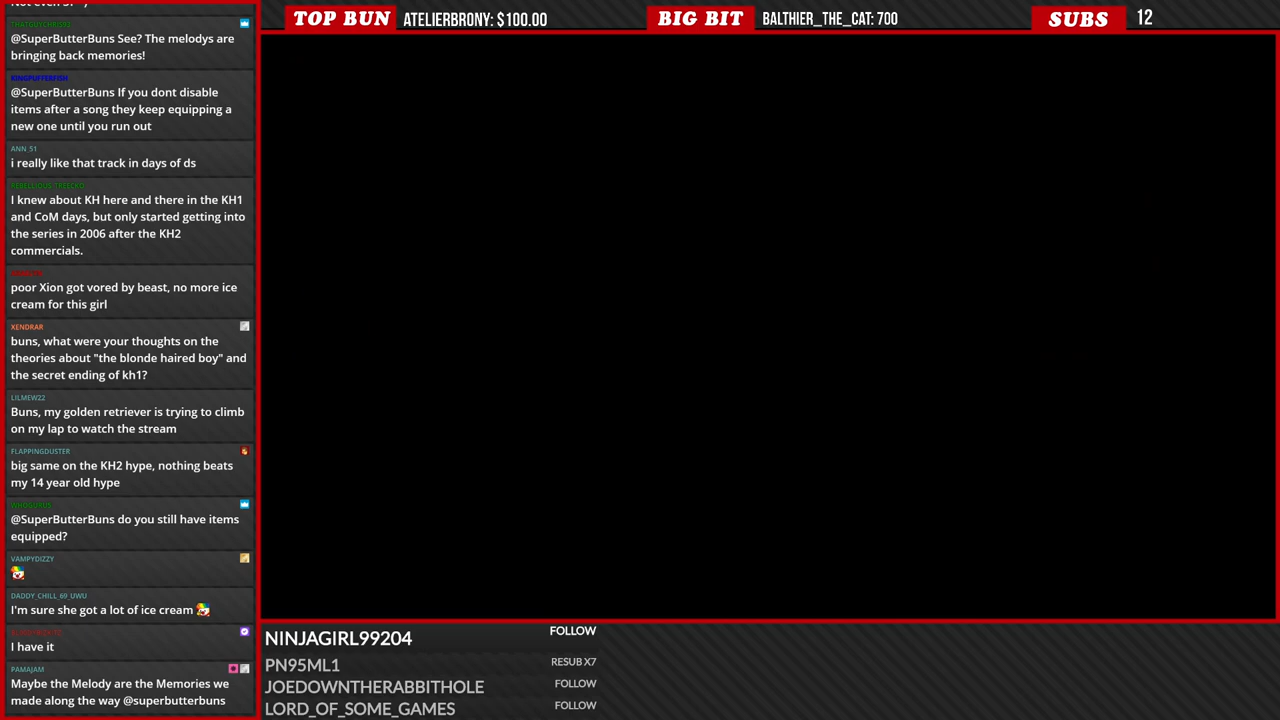 TOP BUN ATELIERBRONY: $100.00 BIG BIT BALTHIER_THE_CAT: 700 SUBS 12
THATGUYCHRIS92
@SuperButterBuns See? The melodys are
bringing back memories!
KINGPUFFERFISH
@SuperButterBuns If you dont disable
items after a song they keep equipping a
new one until you run out
ANN_51
i really like that track in days of ds
REBELLIOUS_TREECKO
I knew about KH here and there in the KH1
and CoM days, but only started getting into
the series in 2006 after the KH2
commercials.
poor Xion got vored by beast, no more ice
cream for this girl
XENDRAR
buns, what were your thoughts on the
theories about "the blonde haired boy" and
the secret ending of kh1?
LILMEW22
Buns, my golden retriever is trying to climb
on my lap to watch the stream
FLAPPINGDUSTER
big same on the KH2 hype, nothing beats
my 14 year old hype
@SuperButterBuns do you still have items
equipped?
VAMPYDIZZY
DADDY_CHILL_69_UWU
I'm sure she got a lot of ice cream
I have it
PAMAJAM
Maybe the Melody are the Memories we
made along the way @superbutterbuns
NINJAGIRL99204 FOLLOW
PN95ML1 RESUB X7
JOEDOWNTHERABBITHOLE FOLLOW
LORD_OF_SOME_GAMES FOLLOW